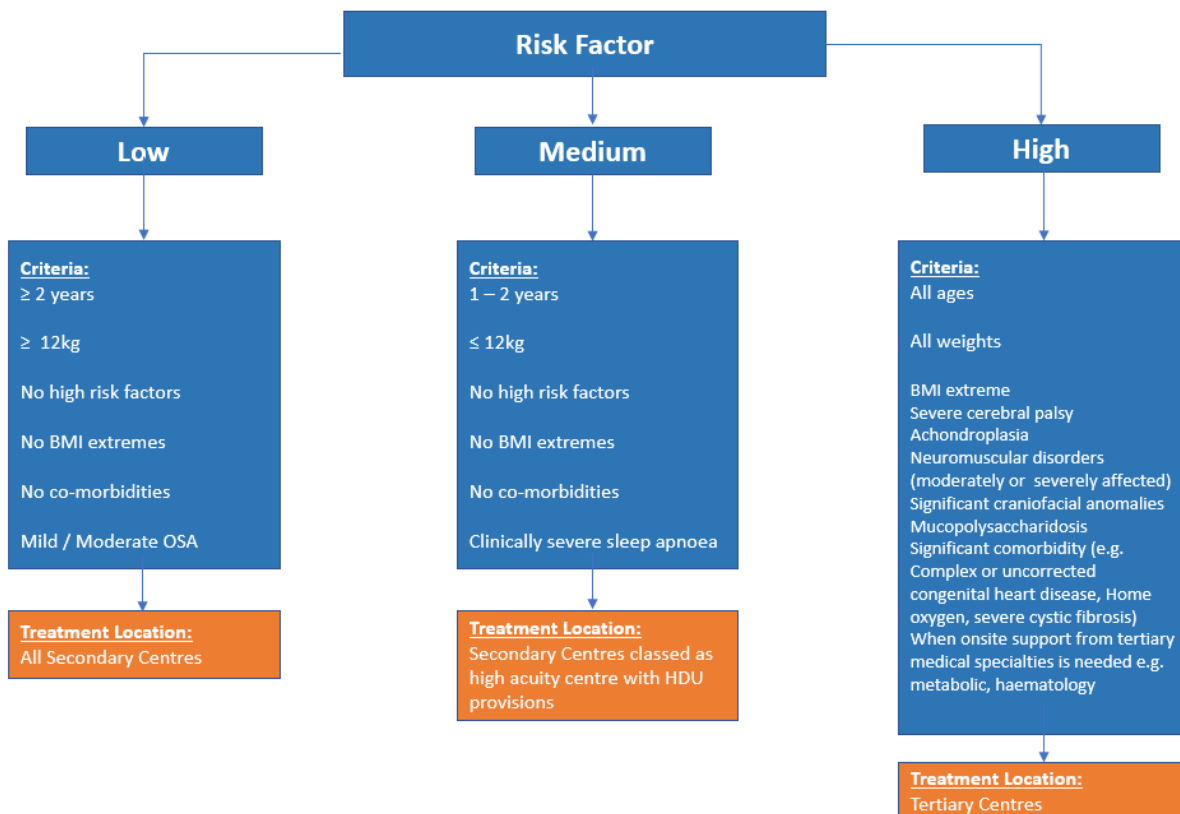 Risk Factor
Low
Criteria:
≥ 2 years
≥ 12kg
No high risk factors
No BMI extremes
No co-morbidities
Mild / Moderate OSA
Treatment Location:
All Secondary Centres
Medium
Criteria:
1 – 2 years
≤ 12kg
No high risk factors
No BMI extremes
No co-morbidities
Clinically severe sleep apnoea
Treatment Location:
Secondary Centres classed as
high acuity centre with HDU
provisions
High
Criteria:
All ages
All weights
BMI extreme
Severe cerebral palsy
Achondroplasia
Neuromuscular disorders
(moderately or severely affected)
Significant craniofacial anomalies
Mucopolysaccharidosis
Significant comorbidity (e.g.
Complex or uncorrected
congenital heart disease, Home
oxygen, severe cystic fibrosis)
When onsite support from tertiary
medical specialties is needed e.g.
metabolic, haematology
Treatment Location:
Tertiary Centres